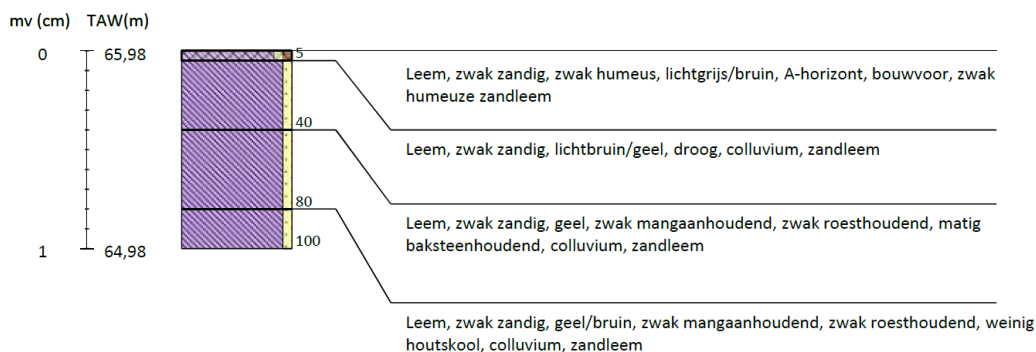 mv (cm) TAW(m)
0 65,98
5
Leem, zwak zandig, zwak humeus, lichtgrijs/bruin, A-horizont, bouwvoor, zwak
humeuze zandleem
40
Leem, zwak zandig, lichtbruin/geel, droog, colluvium, zandleem
80
Leem, zwak zandig, geel, zwak mangaanhoudend, zwak roesthoudend, matig
baksteenhoudend, colluvium, zandleem
100
1 64,98
Leem, zwak zandig, geel/bruin, zwak mangaanhoudend, zwak roesthoudend, weinig
houtskool, colluvium, zandleem